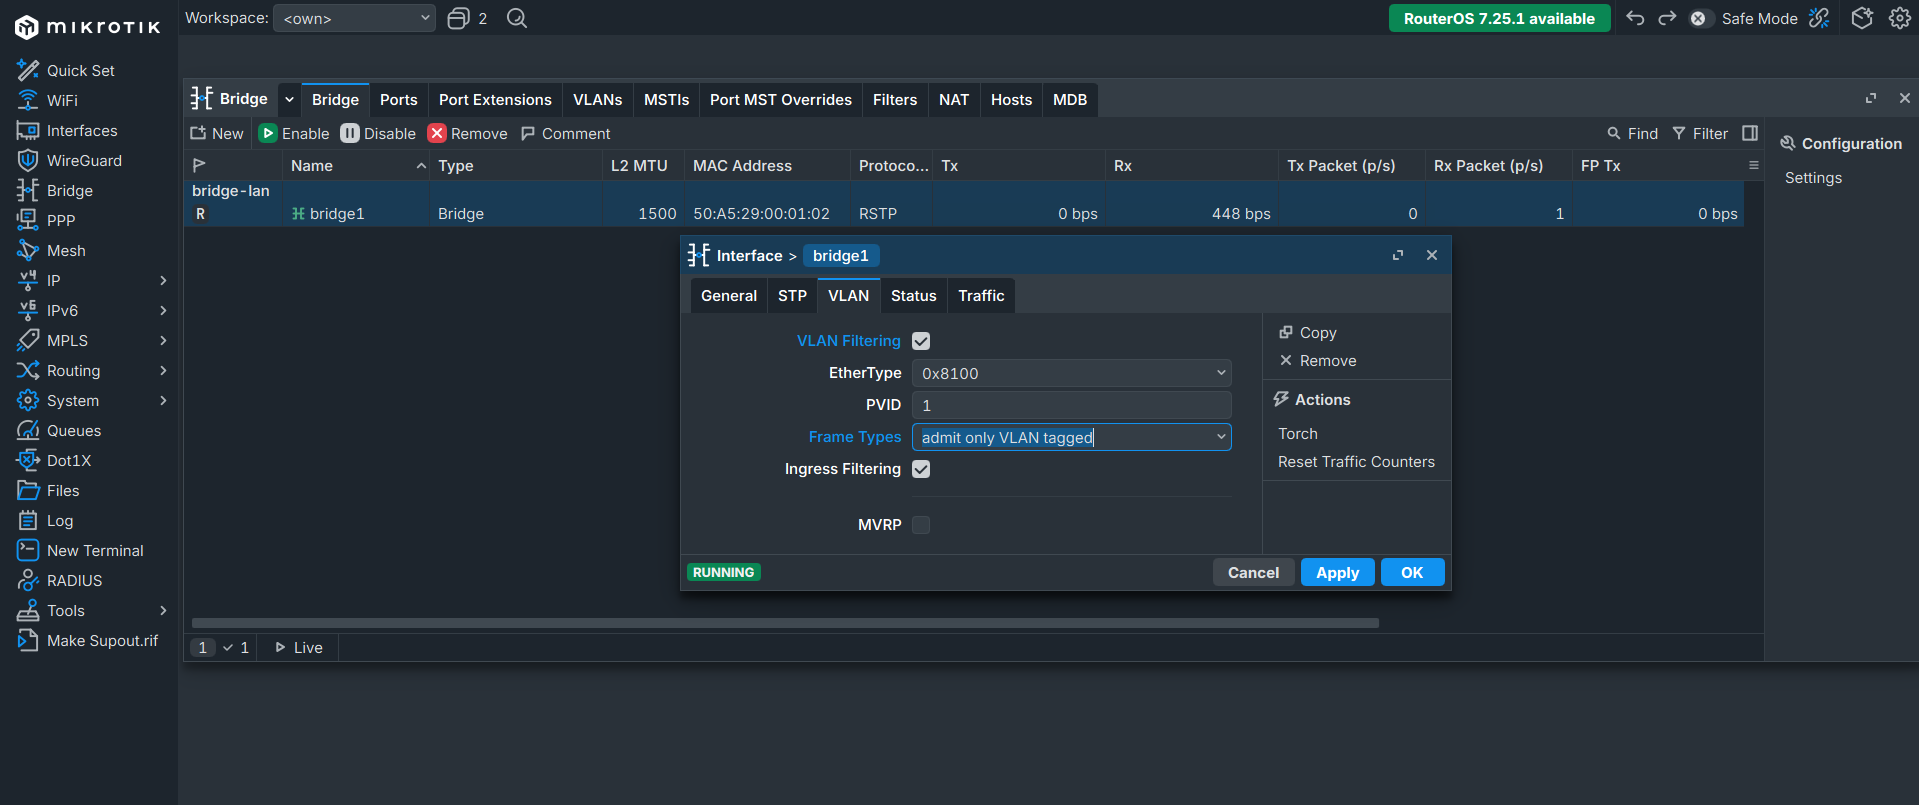 mikrotik
Workspace: <own> 2
RouterOS 7.25.1 available
Safe Mode
Quick Set
WiFi
Interfaces
WireGuard
Bridge
PPP
Mesh
IP
IPv6
MPLS
Routing
System
Queues
Dot1X
Files
Log
New Terminal
RADIUS
Tools
Make Supout.rif
Bridge
Bridge Ports Port Extensions VLANs MSTIs Port MST Overrides Filters NAT Hosts MDB
New Enable Disable Remove Comment
Find Filter
Name Type L2 MTU MAC Address Protoco... Tx Rx Tx Packet (p/s) Rx Packet (p/s) FP Tx
bridge-lan
R bridge1 Bridge 1500 50:A5:29:00:01:02 RSTP 0 bps 448 bps 0 1 0 bps
Configuration
Settings
Interface > bridge1
General STP VLAN Status Traffic
VLAN Filtering
EtherType 0x8100
PVID 1
Frame Types admit only VLAN tagged
Ingress Filtering
MVRP
Copy
Remove
Actions
Torch
Reset Traffic Counters
RUNNING
Cancel Apply OK
1 1 Live